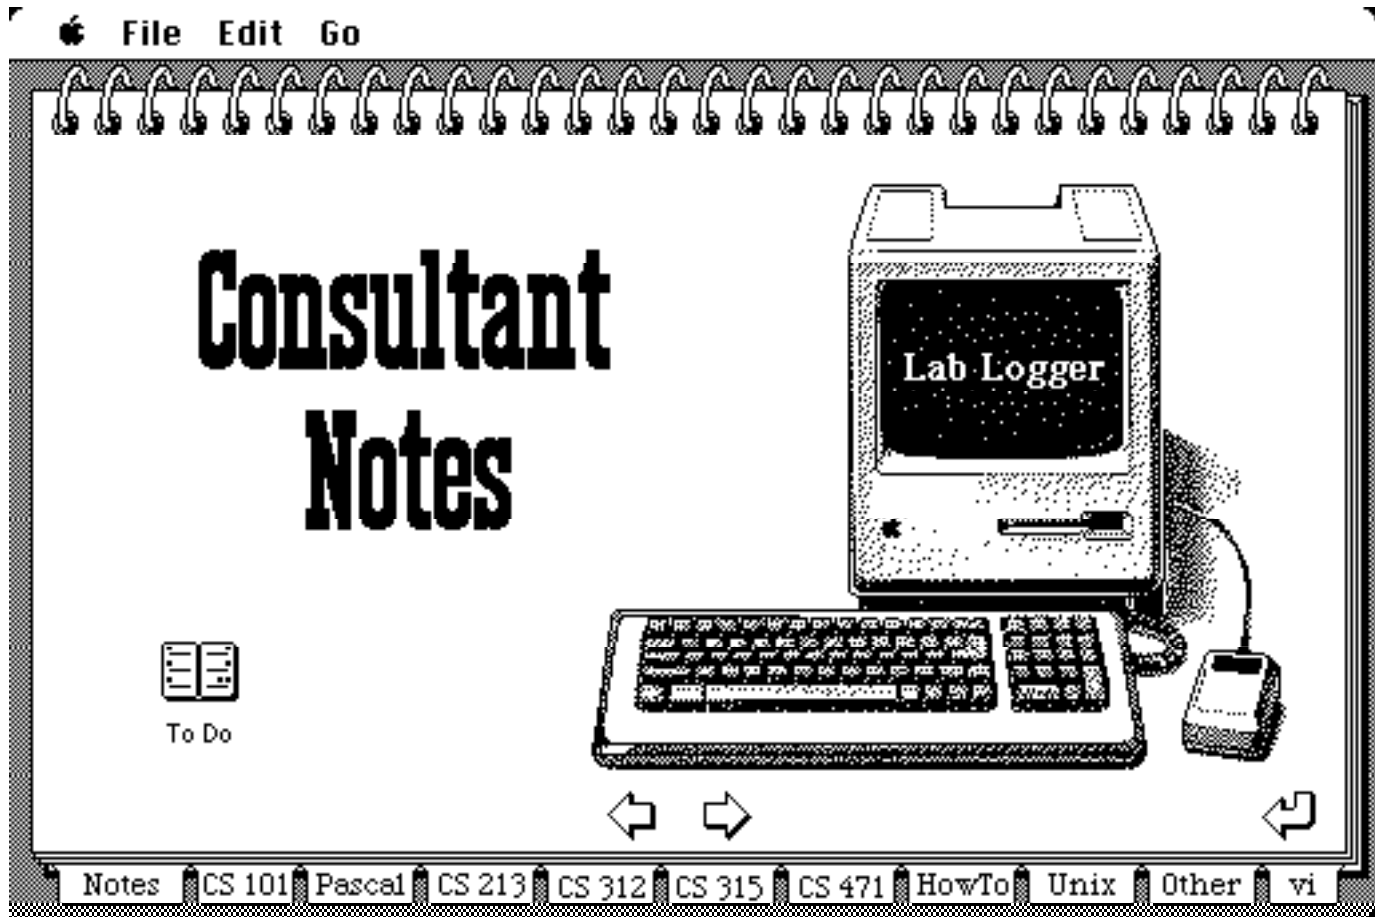 File Edit Go
Consultant
Notes
Lab Logger
To Do
Notes CS 101 Pascal CS 213 CS 312 CS 315 CS 471 HowTo Unix Other vi